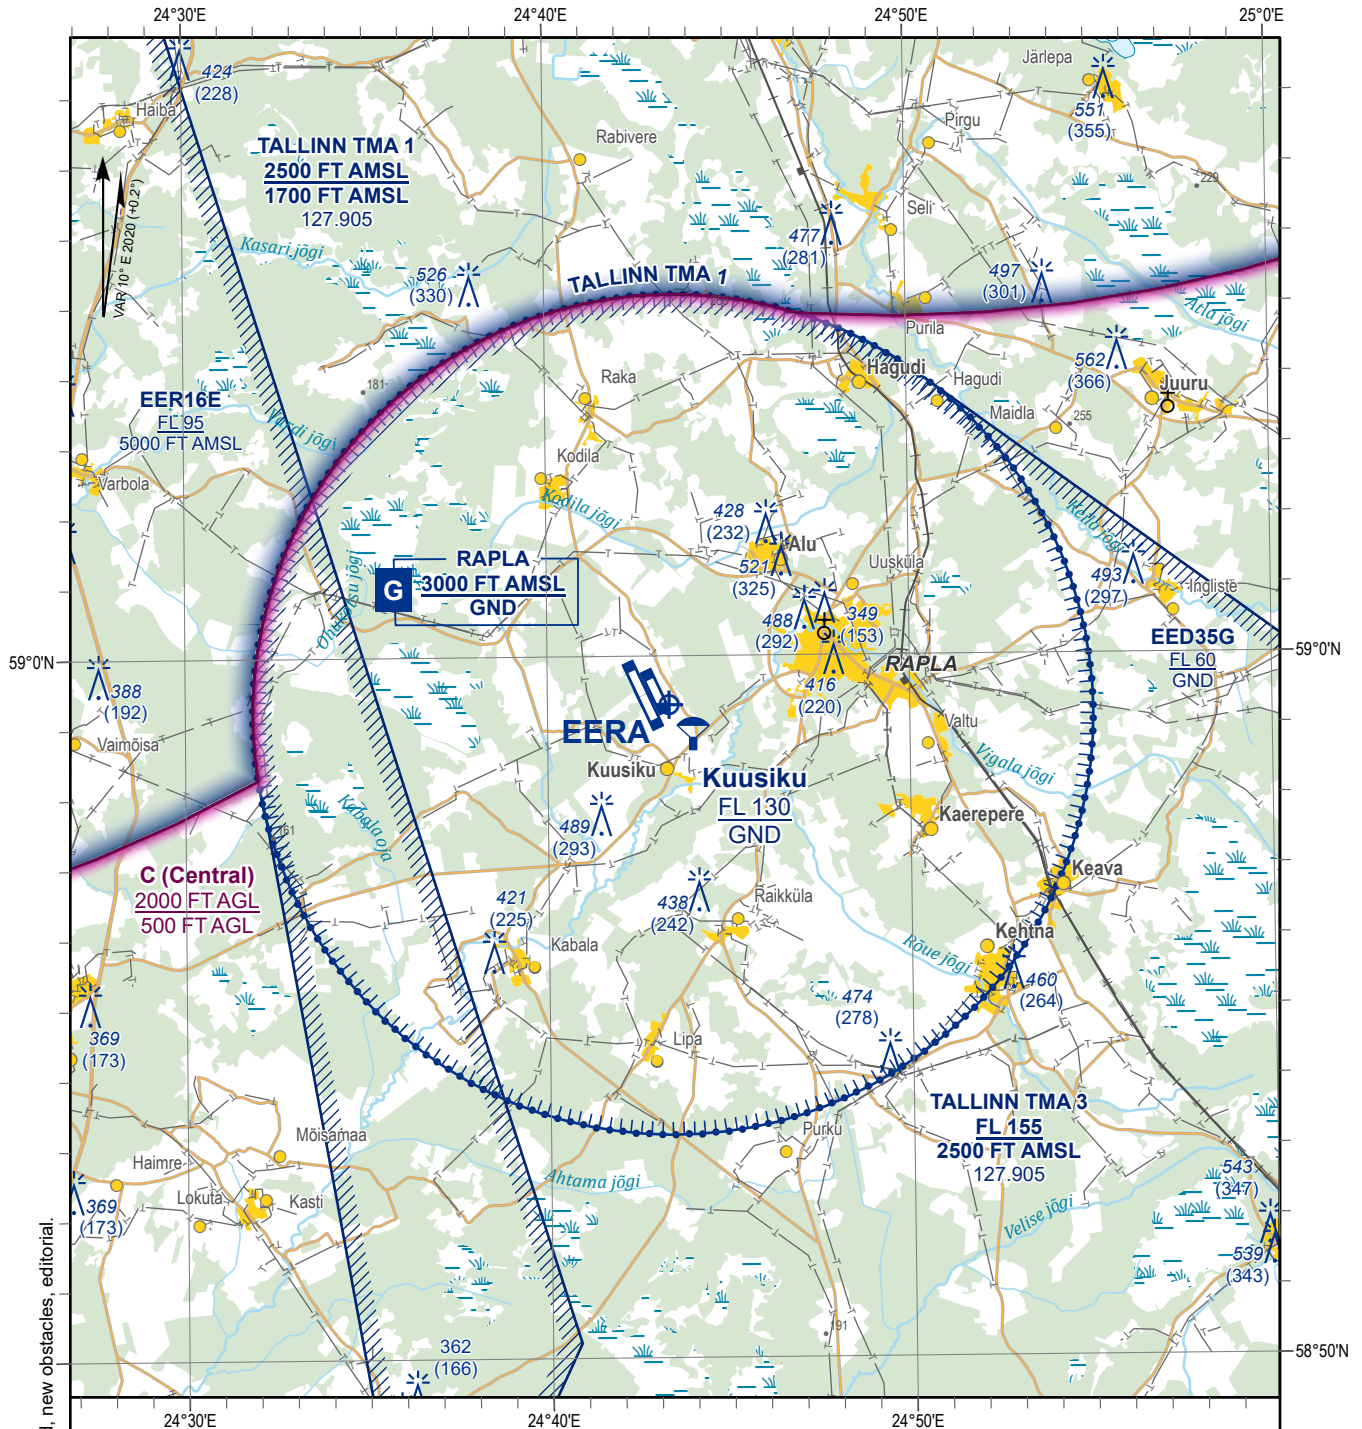 24°30'E
24°40'E
24°50'E
25°0'E
Järlepa
424
(228)
Haiba
551
(355)
Pirgu
Rabivere
TALLINN TMA 1
2500 FT AMSL
1700 FT AMSL
127.905
229
VAR 10° E 2020 (+0.2°)
Seli
477
(281)
Kasari jõgi
526
(330)
TALLINN TMA 1
497
(301)
Atla jõgi
Purila
562
(366)
Hagudi
Hagudi
Juuru
Raka
181
EER16E
FL 95
5000 FT AMSL
Vardi jõgi
Maidla
255
Kodila
Varbola
Kodila jõgi
Keila jõgi
428
(232)
Alu
521
(325)
Uusküla
493
(297)
Ingliste
RAPLA
3000 FT AMSL
GND
G
488
(292)
349
(153)
EED35G
FL 60
GND
59°0'N
59°0'N
RAPLA
416
(220)
388
(192)
EERA
Valtu
Vaimõisa
Kuusiku
Kuusiku
FL 130
GND
Vigala jõgi
Kabala oja
489
(293)
Kaerepere
161
C (Central)
2000 FT AGL
500 FT AGL
Keava
421
(225)
438
(242)
Raikküla
Kehtna
Kabala
Rõue jõgi
460
(264)
474
(278)
369
(173)
Lipa
TALLINN TMA 3
FL 155
2500 FT AMSL
127.905
Purku
Mõisamaa
Haimre
Ahtama jõgi
543
(347)
369
(173)
Lokuta
Kasti
Velise jõgi
539
(343)
191
362
(166)
58°50'N
, new obstacles, editorial.
24°30'E
24°40'E
24°50'E